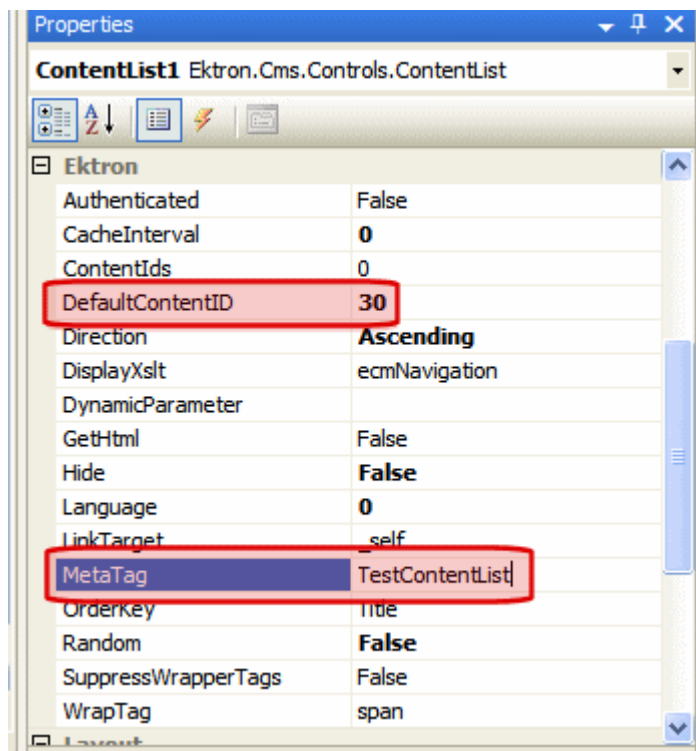 Properties
ContentList1 Ektron.Cms.Controls.ContentList
A
Z
Ektron
Authenticated False
CacheInterval 0
ContentIds 0
DefaultContentID 30
Direction Ascending
DisplayXslt ecmNavigation
DynamicParameter
GetHtml False
Hide False
Language 0
LinkTarget _self
MetaTag TestContentList
OrderKey Title
Random False
SuppressWrapperTags False
WrapTag span
Layout